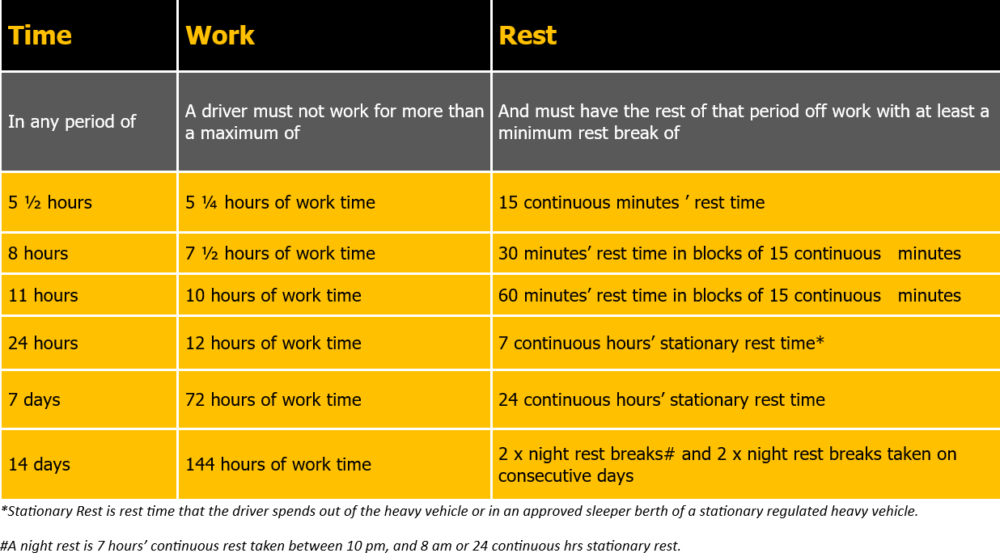 Time
Work
Rest
In any period of
A driver must not work for more than
a maximum of
And must have the rest of that period off work with at least a
minimum rest break of
5 ½ hours
5 ¼ hours of work time
15 continuous minutes ’ rest time
8 hours
7 ½ hours of work time
30 minutes’ rest time in blocks of 15 continuous   minutes
11 hours
10 hours of work time
60 minutes’ rest time in blocks of 15 continuous   minutes
24 hours
12 hours of work time
7 continuous hours’ stationary rest time*
7 days
72 hours of work time
24 continuous hours’ stationary rest time
14 days
144 hours of work time
2 x night rest breaks# and 2 x night rest breaks taken on
consecutive days
*Stationary Rest is rest time that the driver spends out of the heavy vehicle or in an approved sleeper berth of a stationary regulated heavy vehicle.
#A night rest is 7 hours’ continuous rest taken between 10 pm, and 8 am or 24 continuous hrs stationary rest.